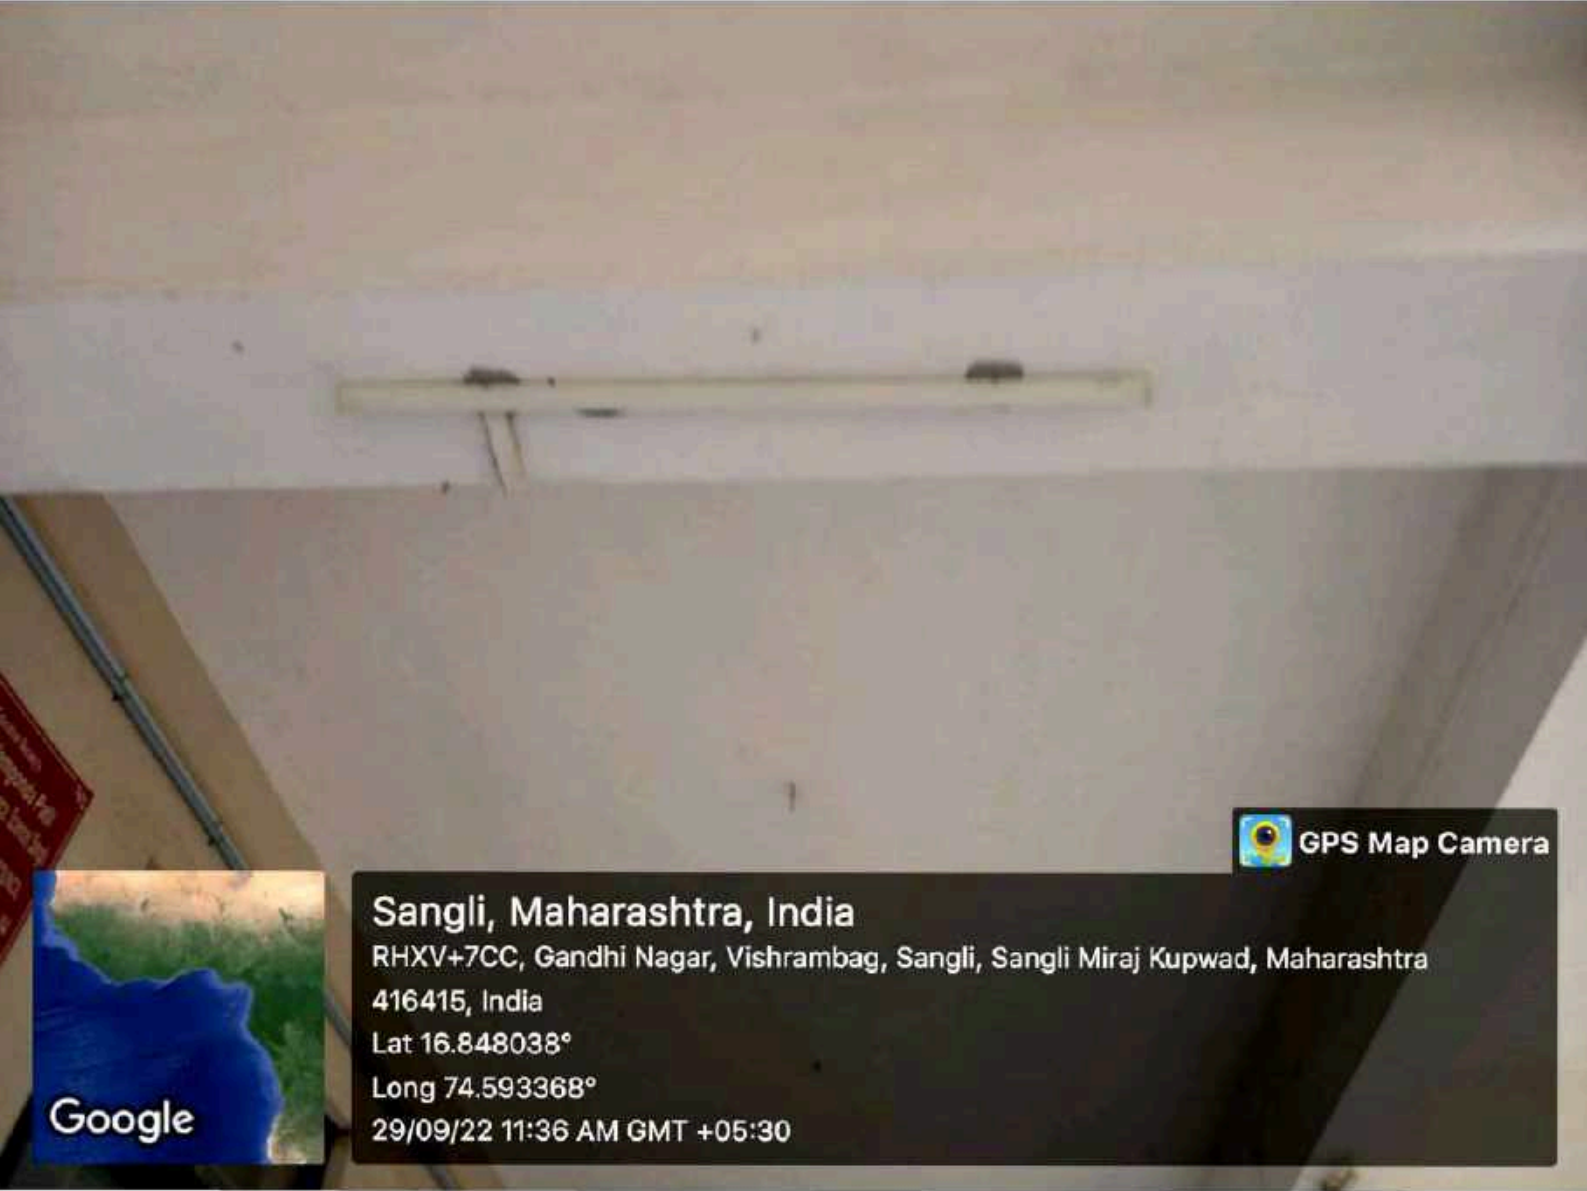 GPS Map Camera
Sangli, Maharashtra, India
RHXV+7CC, Gandhi Nagar, Vishrambag, Sangli, Sangli Miraj Kupwad, Maharashtra
416415, India
Lat 16.848038°
Long 74.593368°
29/09/22 11:36 AM GMT +05:30
Google